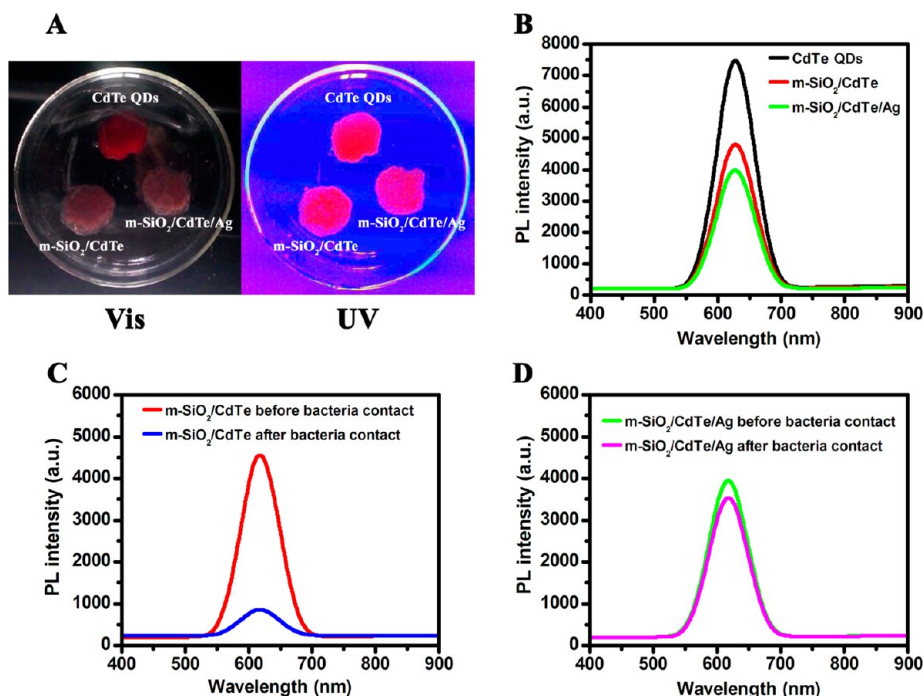 A
CdTe QDs
m-SiO₂/CdTe/Ag
m-SiO₂/CdTe
Vis
CdTe QDs
m-SiO₂/CdTe/Ag
m-SiO₂/CdTe
UV
B
PL intensity (a.u.)
8000
7000
6000
5000
4000
3000
2000
1000
0
CdTe QDs
m-SiO₂/CdTe
m-SiO₂/CdTe/Ag
400 500 600 700 800 900
Wavelength (nm)
C
PL intensity (a.u.)
6000
5000
4000
3000
2000
1000
0
m-SiO₂/CdTe before bacteria contact
m-SiO₂/CdTe after bacteria contact
400 500 600 700 800 900
Wavelength (nm)
D
PL intensity (a.u.)
6000
5000
4000
3000
2000
1000
0
m-SiO₂/CdTe/Ag before bacteria contact
m-SiO₂/CdTe/Ag after bacteria contact
400 500 600 700 800 900
Wavelength (nm)